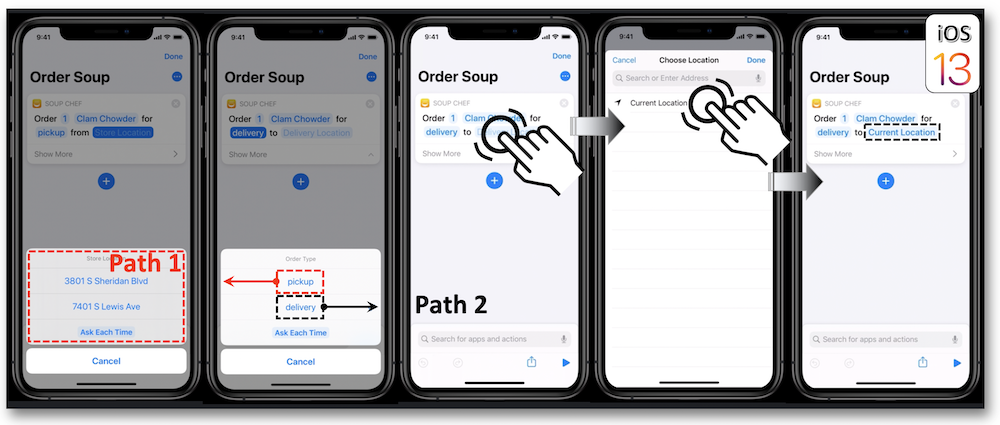 9:41
Done
Order Soup
SOUP CHEF
Order 1 Clam Chowder for
pickup from Store Location
Show More
Path 1
3801 S Sheridan Blvd
7401 S Lewis Ave
Ask Each Time
Cancel
9:41
Done
Order Soup
SOUP CHEF
Order 1 Clam Chowder for
delivery to Delivery Location
Show More
Order Type
pickup
delivery
Ask Each Time
Cancel
9:41
Done
Order Soup
SOUP CHEF
Order 1 Clam Chowder for
delivery to
Show More
Path 2
Search for apps and actions
9:41
Cancel Choose Location Done
Search or Enter Address
Current Location
9:41
Order Soup
SOUP CHEF
Order 1 Clam Chowder for
delivery to Current Location
Show More
Search for apps and actions
iOS
13